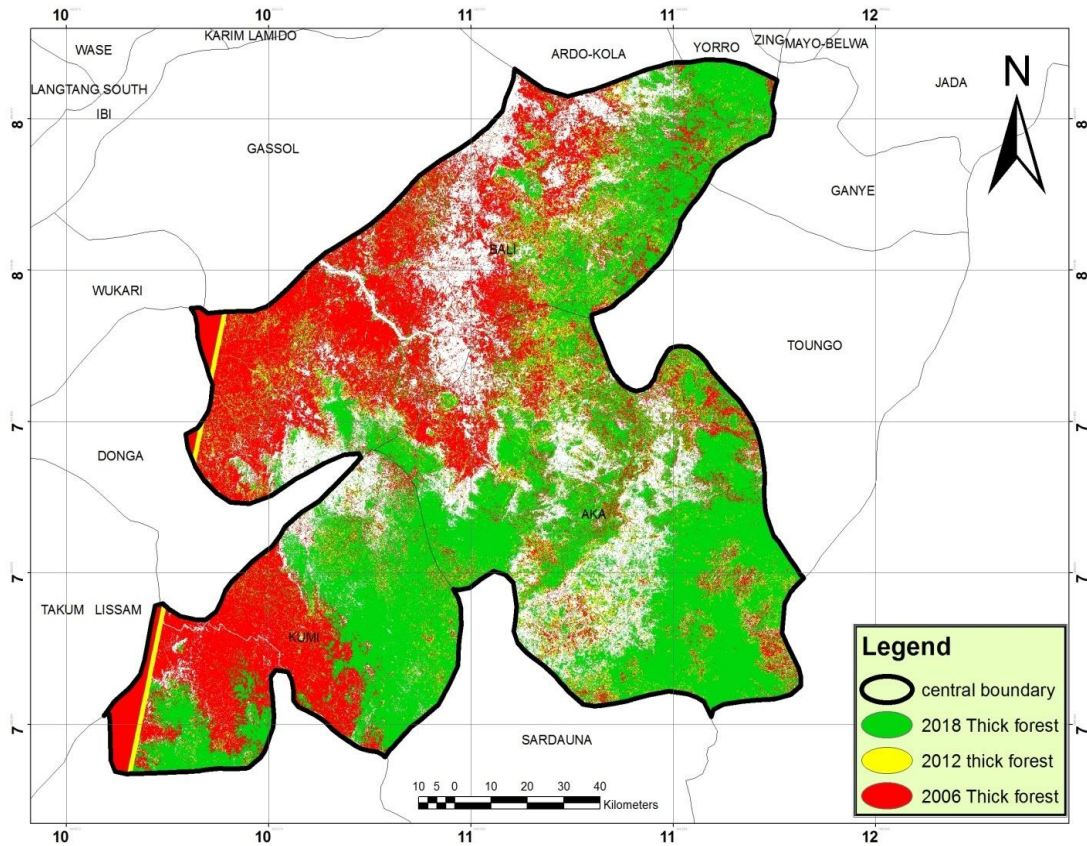 10 10 11 11 12
KARIM LAMIDO
ZING
WASE
YORRO
MAYO-BELWA
ARDO-KOLA
N
JADA
LANGTANG SOUTH
IBI
8 8
GASSOL
GANYE
BALI
8 8
WUKARI
TOUNGO
7 7
DONGA
AKA
7 7
TAKUM LISSAM
KUMI
Legend
central boundary
2018 Thick forest
2012 thick forest
2006 Thick forest
7 7
SARDAUNA
10 5 0 10 20 30 40
Kilometers
10 10 11 11 12